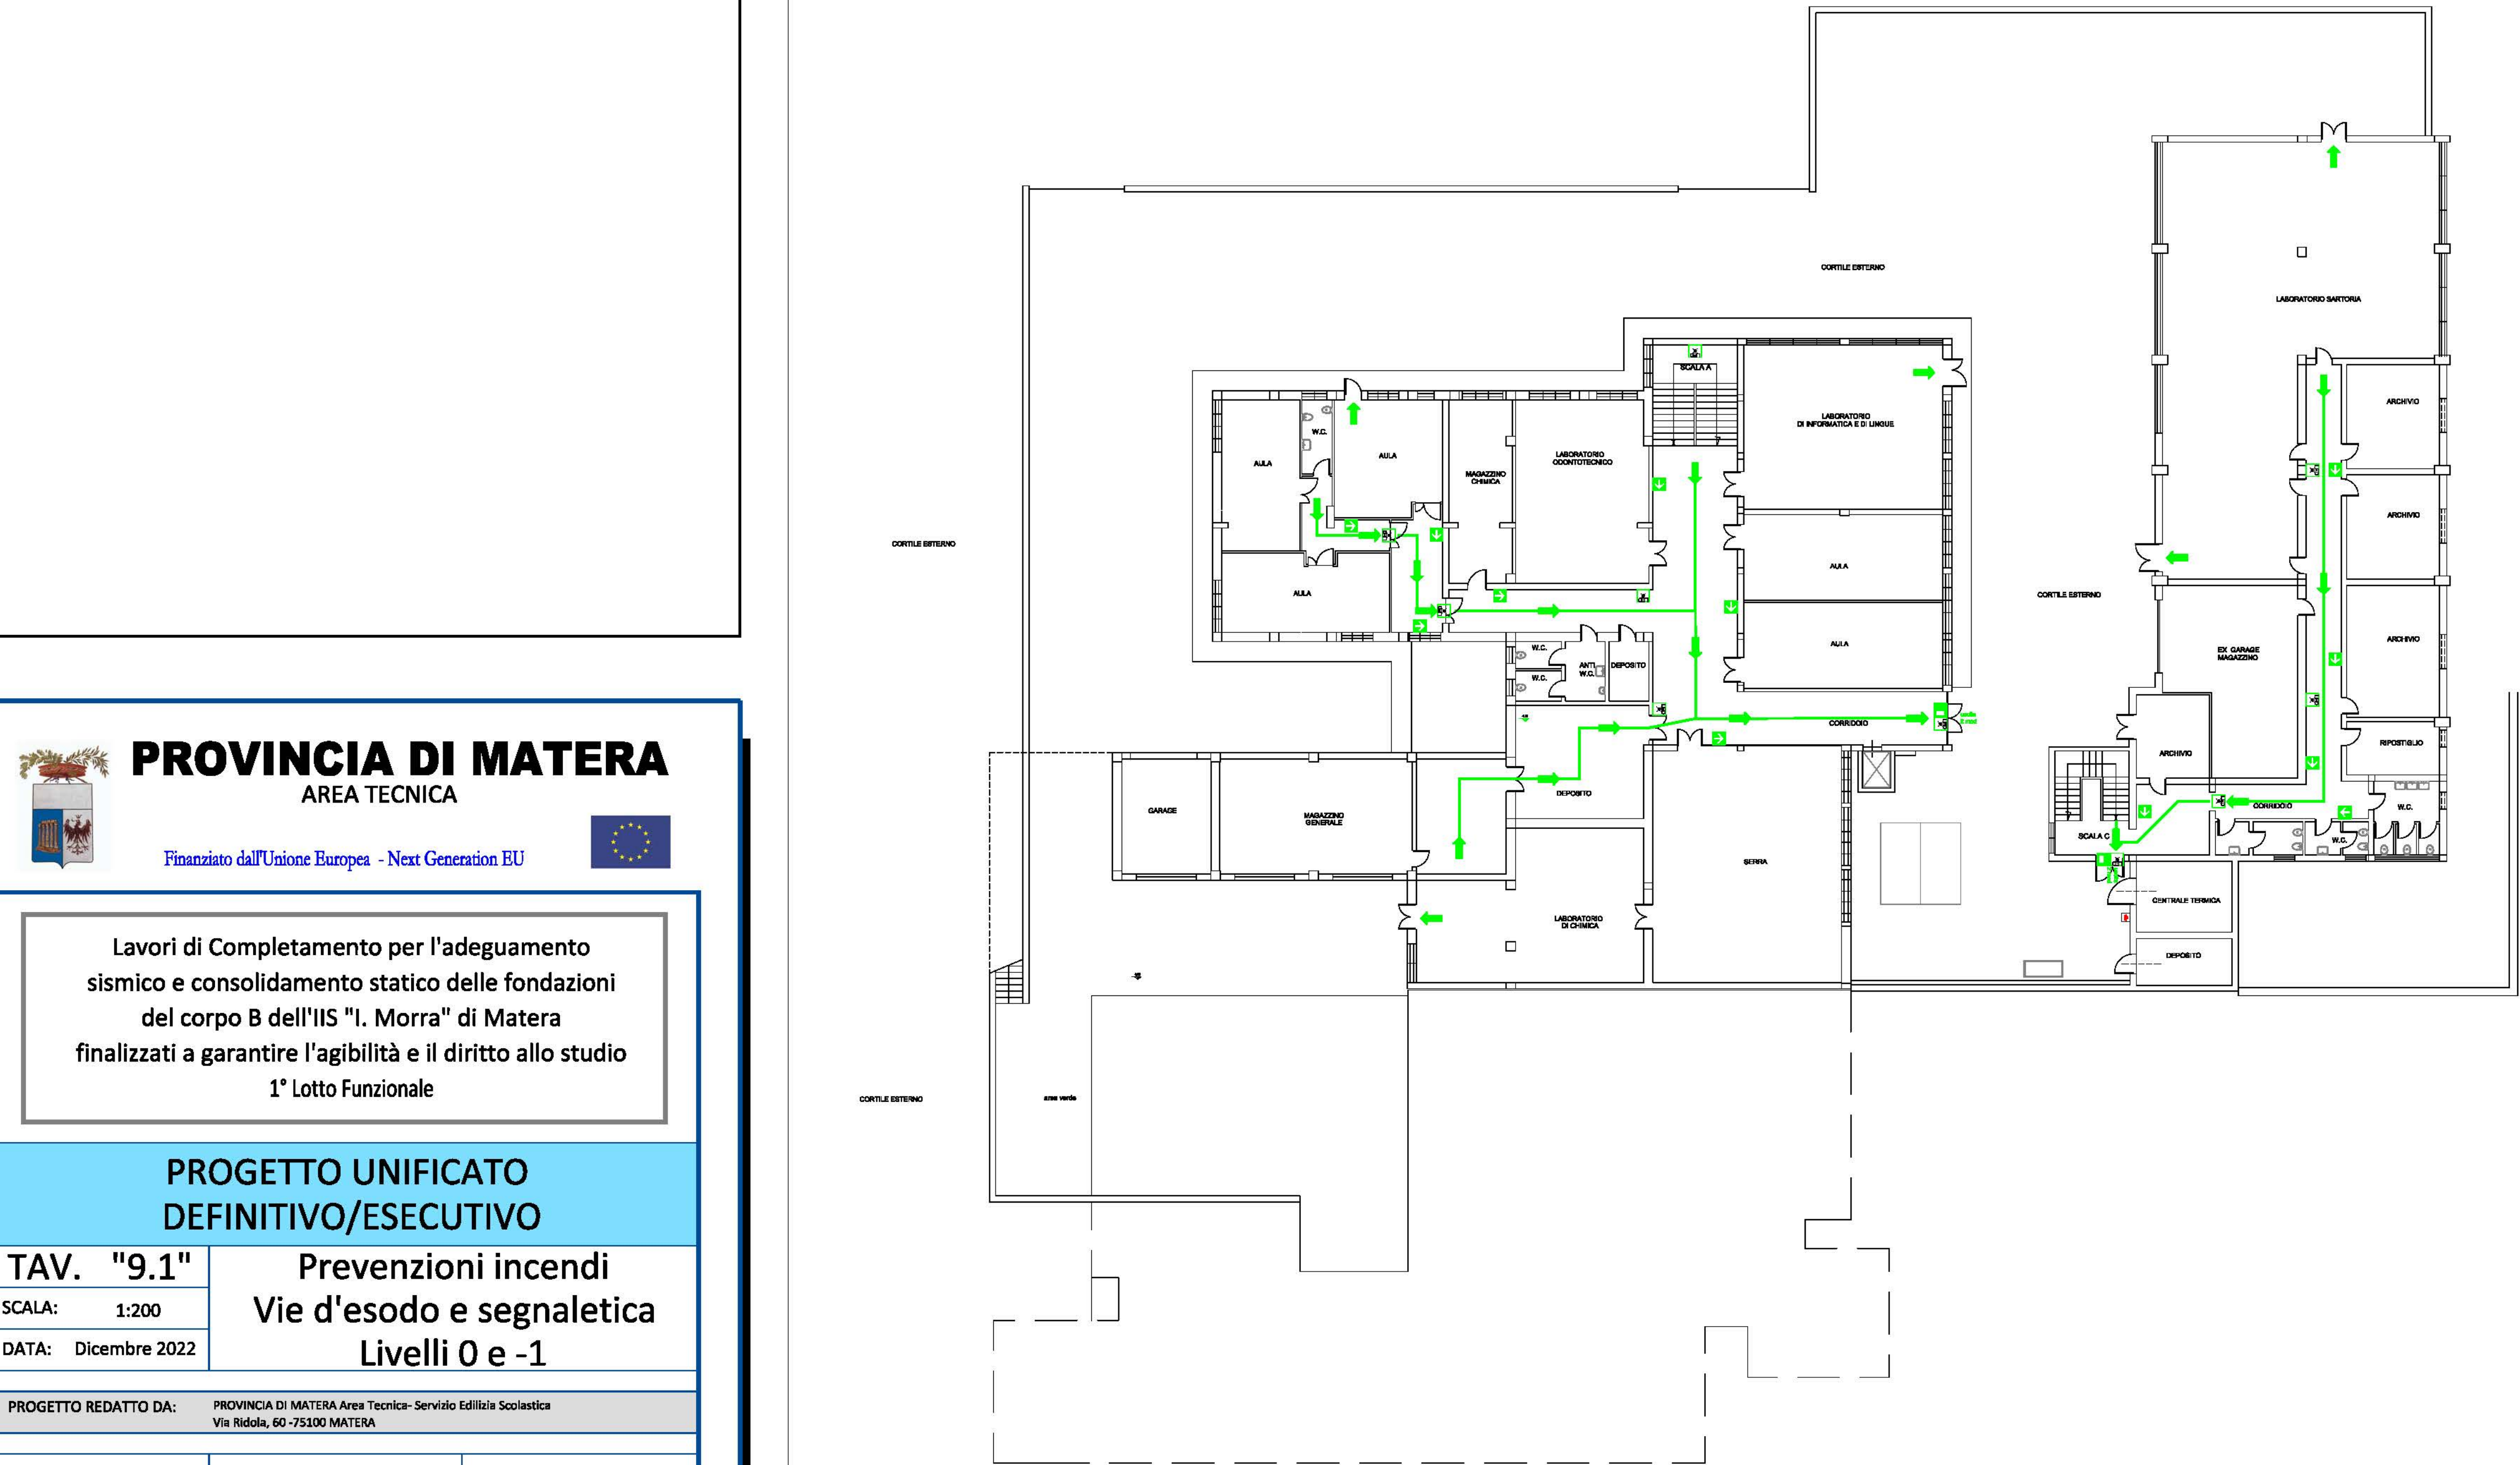 PROVINCIA DI MATERA
AREA TECNICA
Finanziato dall'Unione Europea - Next Generation EU
Lavori di Completamento per l'adeguamento
sismico e consolidamento statico delle fondazioni
del corpo B dell'IIS "I. Morra" di Matera
finalizzati a garantire l'agibilità e il diritto allo studio
1° Lotto Funzionale
PROGETTO UNIFICATO
DEFINITIVO/ESECUTIVO
TAV. "9.1"
SCALA: 1:200
DATA: Dicembre 2022
Prevenzioni incendi
Vie d'esodo e segnaletica
Livelli 0 e -1
PROGETTO REDATTO DA:
PROVINCIA DI MATERA Area Tecnica- Servizio Edilizia Scolastica
Via Ridola, 60 -75100 MATERA
CORTILE ESTERNO
LABORATORIO SARTORIA
SCALA A
ARCHIVIO
LABORATORIO
DI INFORMATICA E DI LINGUE
W.C.
AULA
AULA
LABORATORIO
ODONTOTECNICO
MAGAZZINO
CHIMICA
ARCHIVIO
CORTILE ESTERNO
AULA
AULA
CORTILE ESTERNO
ARCHIVIO
AULA
EX GARAGE
MAGAZZINO
W.C.
ANTI
W.C.
DEPOSITO
W.C.
CORRIDOIO
ARCHIVIO
RIPOSTIGLIO
DEPOSITO
GARAGE
MAGAZZINO
GENERALE
CORRIDOIO
W.C.
SCALA C
W.C.
SERRA
CENTRALE TERMICA
LABORATORIO
DI CHIMICA
DEPOSITO
CORTILE ESTERNO
area verde